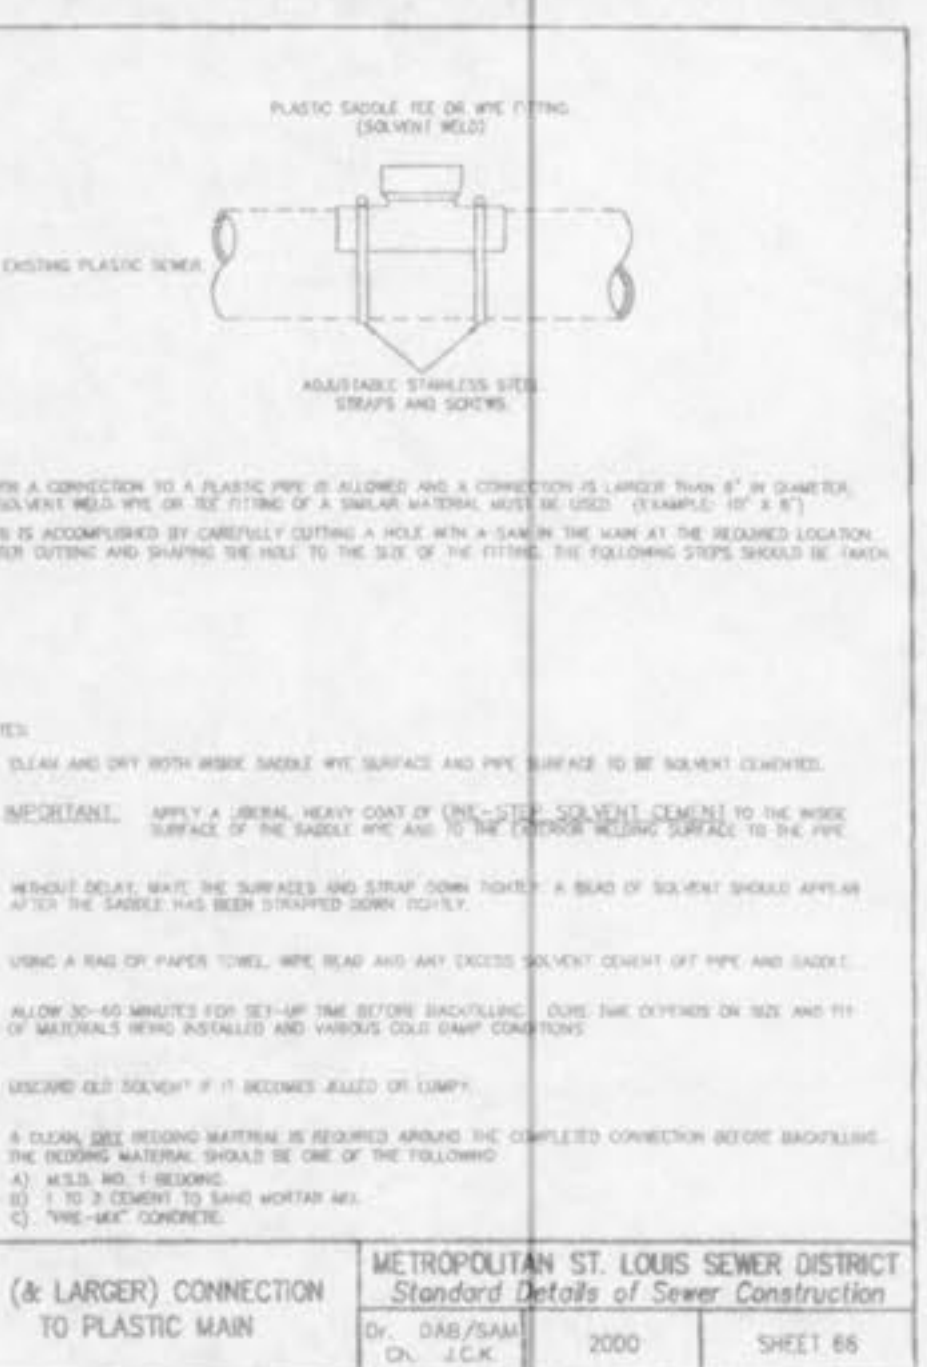 PLASTIC SADDLE TEE OR WYE FITTING
(SOLVENT WELD)
EXISTING PLASTIC SEWER
ADJUSTABLE STAINLESS STEEL
STRAPS AND SCREWS.
A CONNECTION TO A PLASTIC PIPE IS ALLOWED AND A CONNECTION IS LARGER THAN 6" IN DIAMETER,
SOLVENT WELD WYE OR TEE FITTING OF A SIMILAR MATERIAL MUST BE USED. (EXAMPLE: 10" X 8")
IS ACCOMPLISHED BY CAREFULLY CUTTING A HOLE WITH A SAW IN THE MAIN AT THE REQUIRED LOCATION.
TER CUTTING AND SHAPING THE HOLE TO THE SIZE OF THE FITTING, THE FOLLOWING STEPS SHOULD BE TAKEN.
TES:
CLEAN AND DRY BOTH INSIDE SADDLE WYE SURFACE AND PIPE SURFACE TO BE SOLVENT CEMENTED.
IMPORTANT: APPLY A LIBERAL, HEAVY COAT OF ONE-STEP SOLVENT CEMENT TO THE INSIDE
SURFACE OF THE SADDLE WYE AND TO THE EXTERIOR WELDING SURFACE TO THE PIPE.
WITHOUT DELAY, MATE THE SURFACES AND STRAP DOWN TIGHTLY. A BEAD OF SOLVENT SHOULD APPEAR
AFTER THE SADDLE HAS BEEN STRAPPED DOWN TIGHTLY.
USING A RAG OR PAPER TOWEL, WIPE BEAD AND ANY EXCESS SOLVENT CEMENT OFF PIPE AND SADDLE.
ALLOW 30-60 MINUTES FOR SET-UP TIME BEFORE BACKFILLING. CURE TIME DEPENDS ON SIZE AND FIT
OF MATERIALS BEING INSTALLED AND VARIOUS COLD DAMP CONDITIONS.
DISCARD OLD SOLVENT IF IT BECOMES JELLED OR LUMPY.
A CLEAN, DRY BEDDING MATERIAL IS REQUIRED AROUND THE COMPLETED CONNECTION BEFORE BACKFILLING.
THE BEDDING MATERIAL SHOULD BE ONE OF THE FOLLOWING
A) M.S.D. NO. 1 BEDDING.
B) 1 TO 3 CEMENT TO SAND MORTAR MIX.
C) "PRE-MIX" CONCRETE.
(& LARGER) CONNECTION
TO PLASTIC MAIN
METROPOLITAN ST. LOUIS SEWER DISTRICT
Standard Details of Sewer Construction
Dr. DAB/SAM
Ch. J.C.K.
2000
SHEET 66